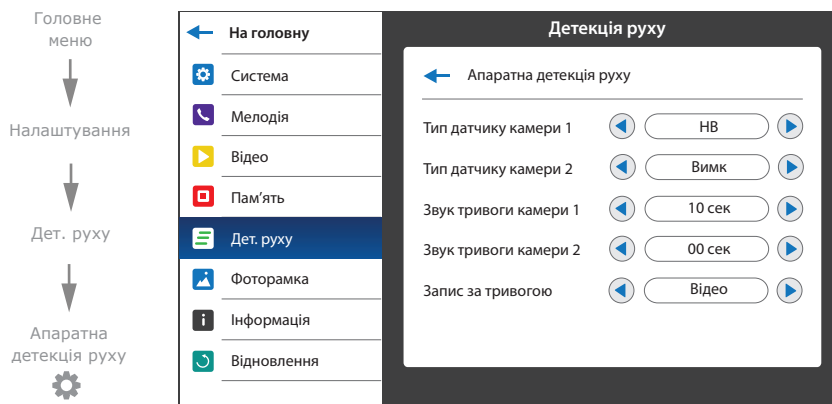 Головне
меню
Налаштування
Дет. руху
Апаратна
детекція руху
На головну
Система
Мелодія
Відео
Пам’ять
Дет. руху
Фоторамка
Інформація
Відновлення
Детекція руху
Апаратна детекція руху
Тип датчику камери 1 НВ
Тип датчику камери 2 Вимк
Звук тривоги камери 1 10 сек
Звук тривоги камери 2 00 сек
Запис за тривогою Відео